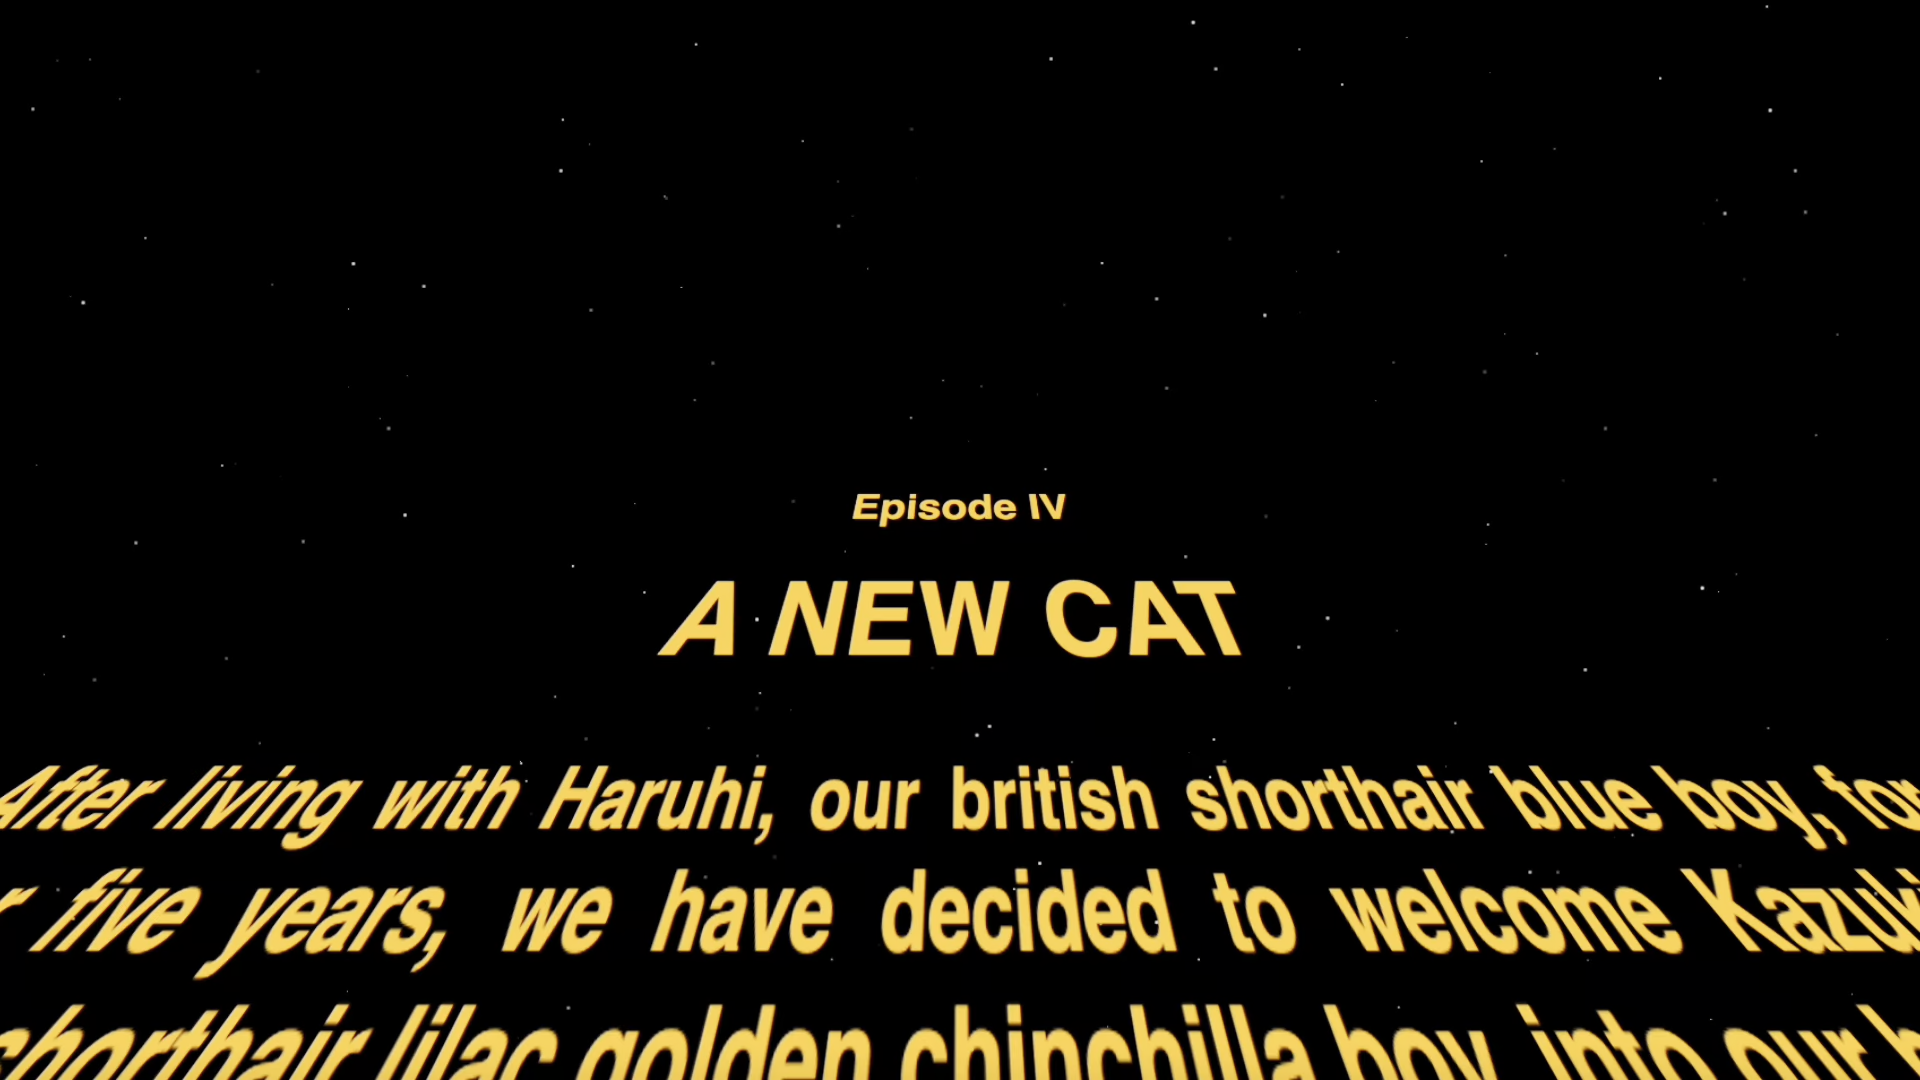 Episode IV
A NEW CAT
After living with Haruhi, our british shorthair blue boy, for
five years, we have decided to welcome Kazuki
shorthair lilac golden chinchilla boy, into our